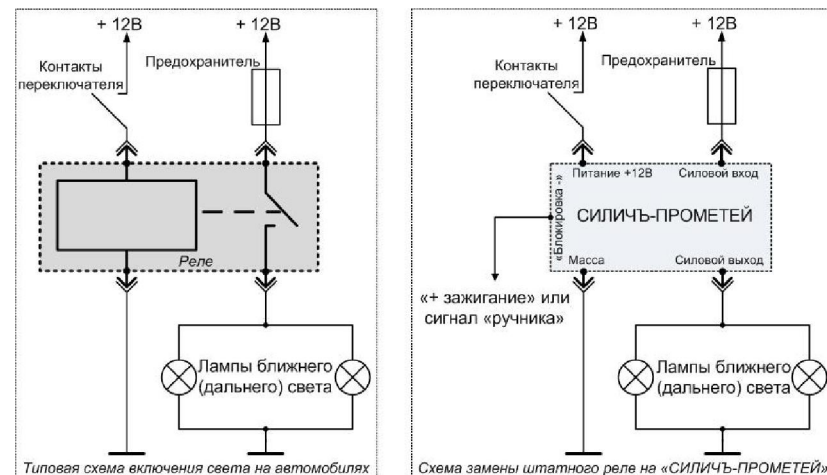 + 12В
+ 12В
Контакты
переключателя
Предохранитель
Реле
Лампы ближнего
(дальнего) света
Типовая схема включения света на автомобилях
+ 12В
+ 12В
Контакты
переключателя
Предохранитель
Питание +12В
Силовой вход
«Блокировка -»
СИЛИЧЪ-ПРОМЕТЕЙ
Масса
Силовой выход
«+ зажигание» или
сигнал «ручника»
Лампы ближнего
(дальнего) света
Схема замены штатного реле на «СИЛИЧЪ-ПРОМЕТЕЙ»